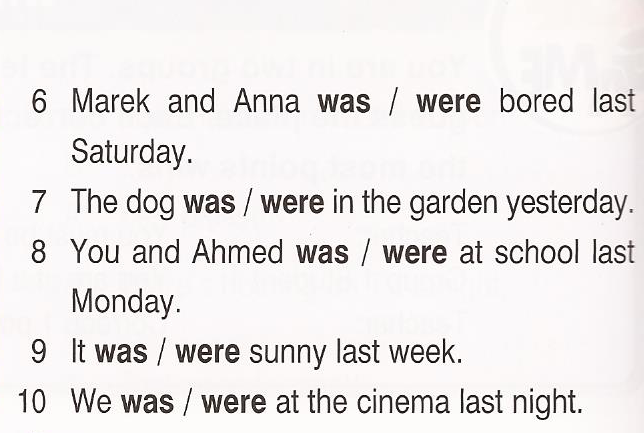 6 Marek and Anna was / were bored last
Saturday.
7 The dog was / were in the garden yesterday.
8 You and Ahmed was / were at school last
Monday.
9 It was / were sunny last week.
10 We was / were at the cinema last night.